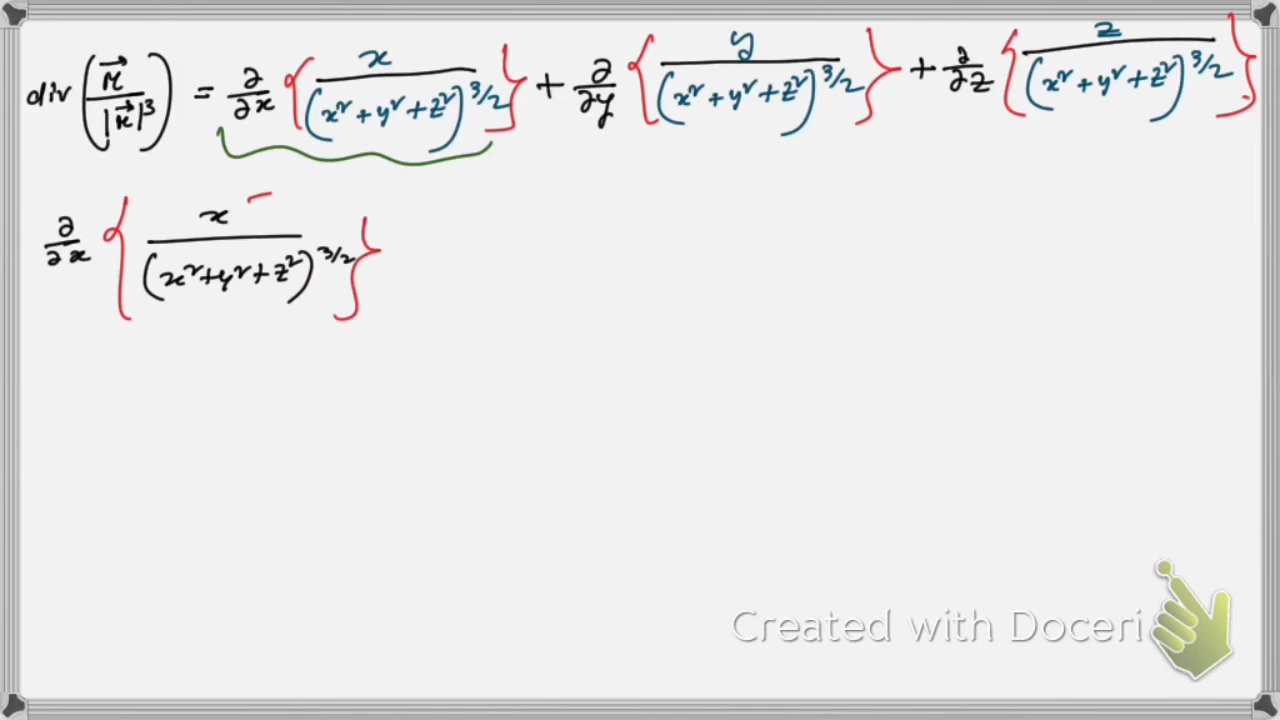 div(r⃗/|r⃗|³) = ∂/∂x {x/(x²+y²+z²)^3/2} + ∂/∂y {y/(x²+y²+z²)^3/2} + ∂/∂z {z/(x²+y²+z²)^3/2}
∂/∂x {x/(x²+y²+z²)^3/2}
Created with Doceri